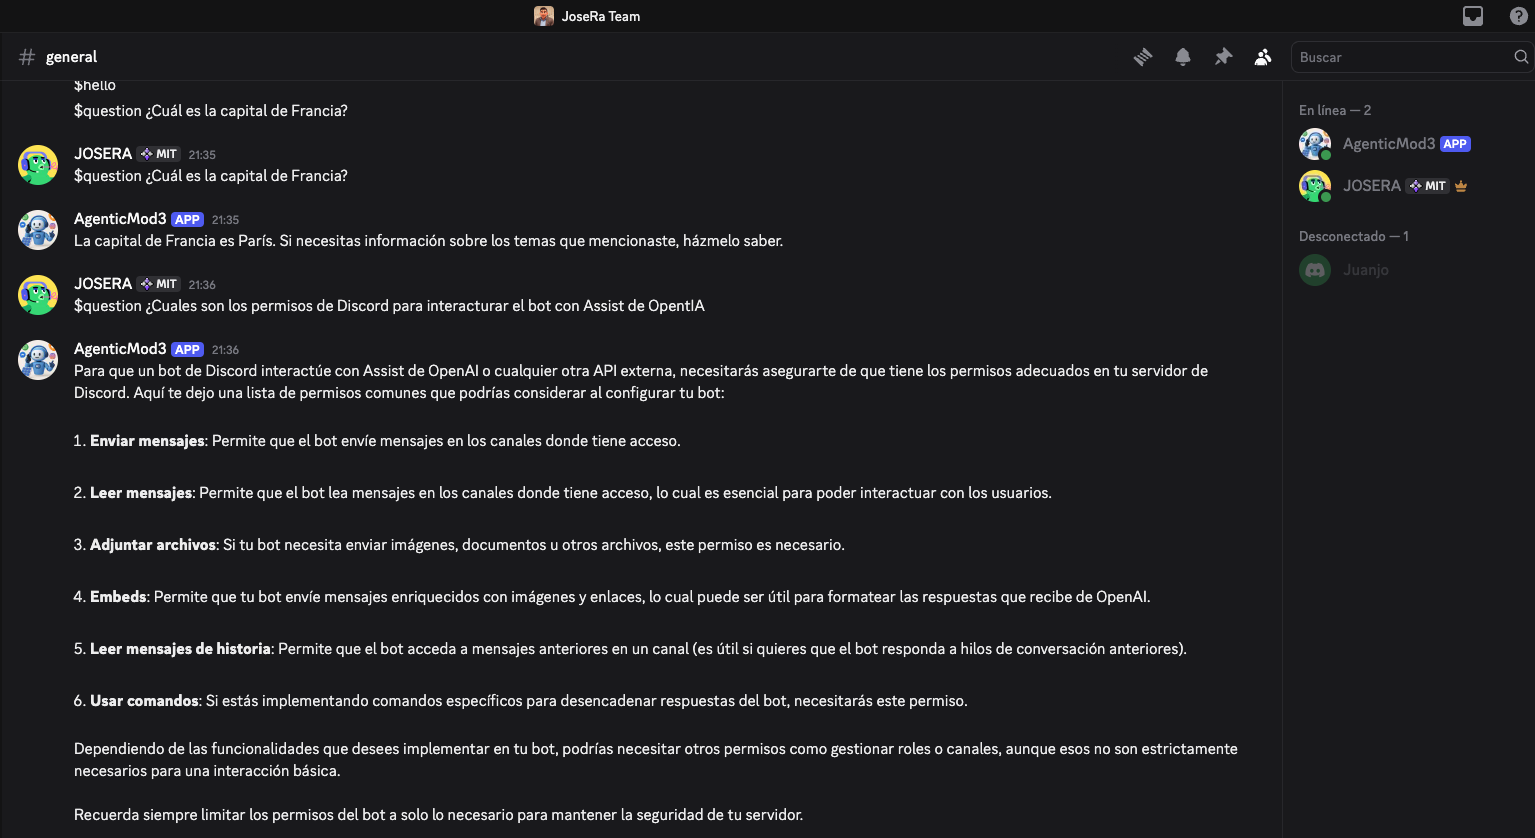 JoseRa Team
general
Buscar
$hello
$question ¿Cuál es la capital de Francia?
JOSERA MIT 21:35
$question ¿Cuál es la capital de Francia?
AgenticMod3 APP 21:35
La capital de Francia es París. Si necesitas información sobre los temas que mencionaste, házmelo saber.
JOSERA MIT 21:36
$question ¿Cuales son los permisos de Discord para interacturar el bot con Assist de OpentIA
AgenticMod3 APP 21:36
Para que un bot de Discord interactúe con Assist de OpenAI o cualquier otra API externa, necesitarás asegurarte de que tiene los permisos adecuados en tu servidor de
Discord. Aquí te dejo una lista de permisos comunes que podrías considerar al configurar tu bot:
1. Enviar mensajes: Permite que el bot envíe mensajes en los canales donde tiene acceso.
2. Leer mensajes: Permite que el bot lea mensajes en los canales donde tiene acceso, lo cual es esencial para poder interactuar con los usuarios.
3. Adjuntar archivos: Si tu bot necesita enviar imágenes, documentos u otros archivos, este permiso es necesario.
4. Embeds: Permite que tu bot envíe mensajes enriquecidos con imágenes y enlaces, lo cual puede ser útil para formatear las respuestas que recibe de OpenAI.
5. Leer mensajes de historia: Permite que el bot acceda a mensajes anteriores en un canal (es útil si quieres que el bot responda a hilos de conversación anteriores).
6. Usar comandos: Si estás implementando comandos específicos para desencadenar respuestas del bot, necesitarás este permiso.
Dependiendo de las funcionalidades que desees implementar en tu bot, podrías necesitar otros permisos como gestionar roles o canales, aunque esos no son estrictamente
necesarios para una interacción básica.
Recuerda siempre limitar los permisos del bot a solo lo necesario para mantener la seguridad de tu servidor.
En línea — 2
AgenticMod3 APP
JOSERA MIT
Desconectado — 1
Juanjo